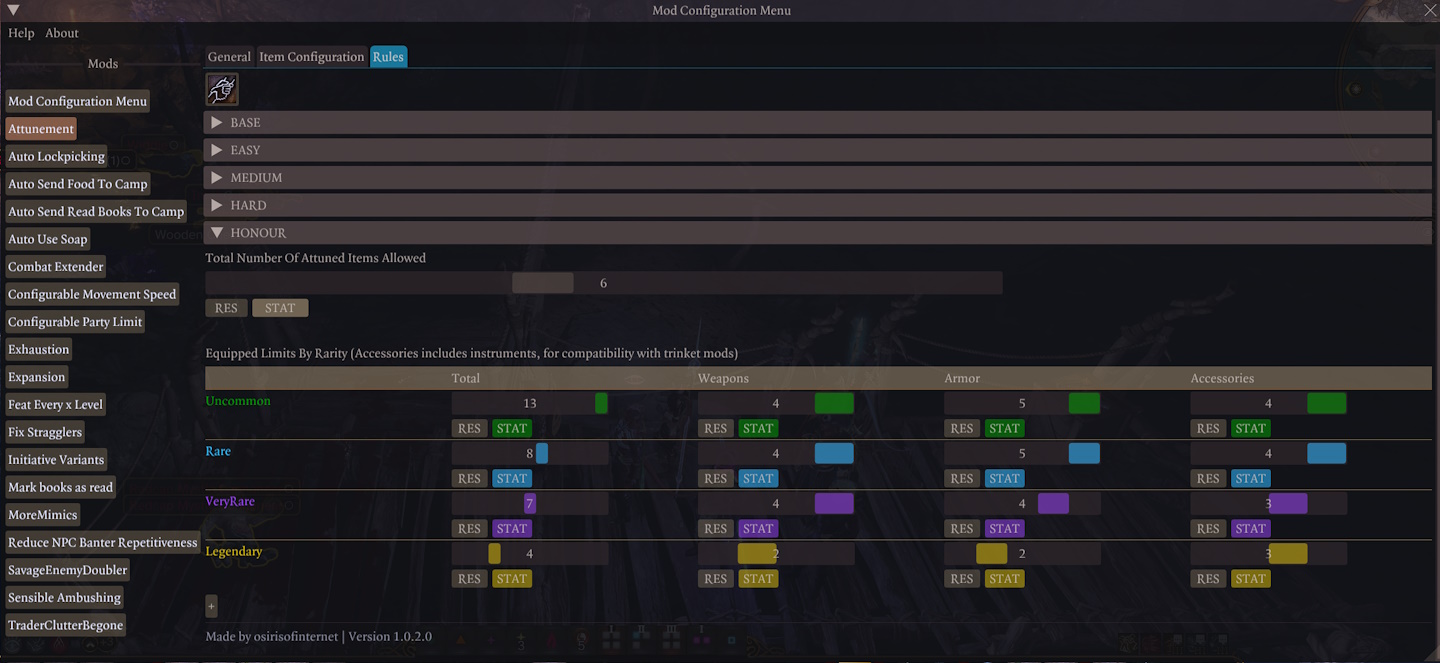 Mod Configuration Menu
Help About
Mods
General Item Configuration Rules
Mod Configuration Menu
Attunement
Auto Lockpicking
Auto Send Food To Camp
Auto Send Read Books To Camp
Auto Use Soap
Combat Extender
Configurable Movement Speed
Configurable Party Limit
Exhaustion
Expansion
Feat Every x Level
Fix Stragglers
Initiative Variants
Mark books as read
MoreMimics
Reduce NPC Banter Repetitiveness
SavageEnemyDoubler
Sensible Ambushing
TraderClutterBegone
BASE
EASY
MEDIUM
HARD
HONOUR
Total Number Of Attuned Items Allowed
6
RES STAT
Equipped Limits By Rarity (Accessories includes instruments, for compatibility with trinket mods)
Total Weapons Armor Accessories
Uncommon 13 4 5 4
RES STAT RES STAT RES STAT RES STAT
Rare 8 4 5 4
RES STAT RES STAT RES STAT RES STAT
VeryRare 7 4 4 3
RES STAT RES STAT RES STAT RES STAT
Legendary 4 2 2 3
RES STAT RES STAT RES STAT RES STAT
+
Made by osirisofinternet | Version 1.0.2.0